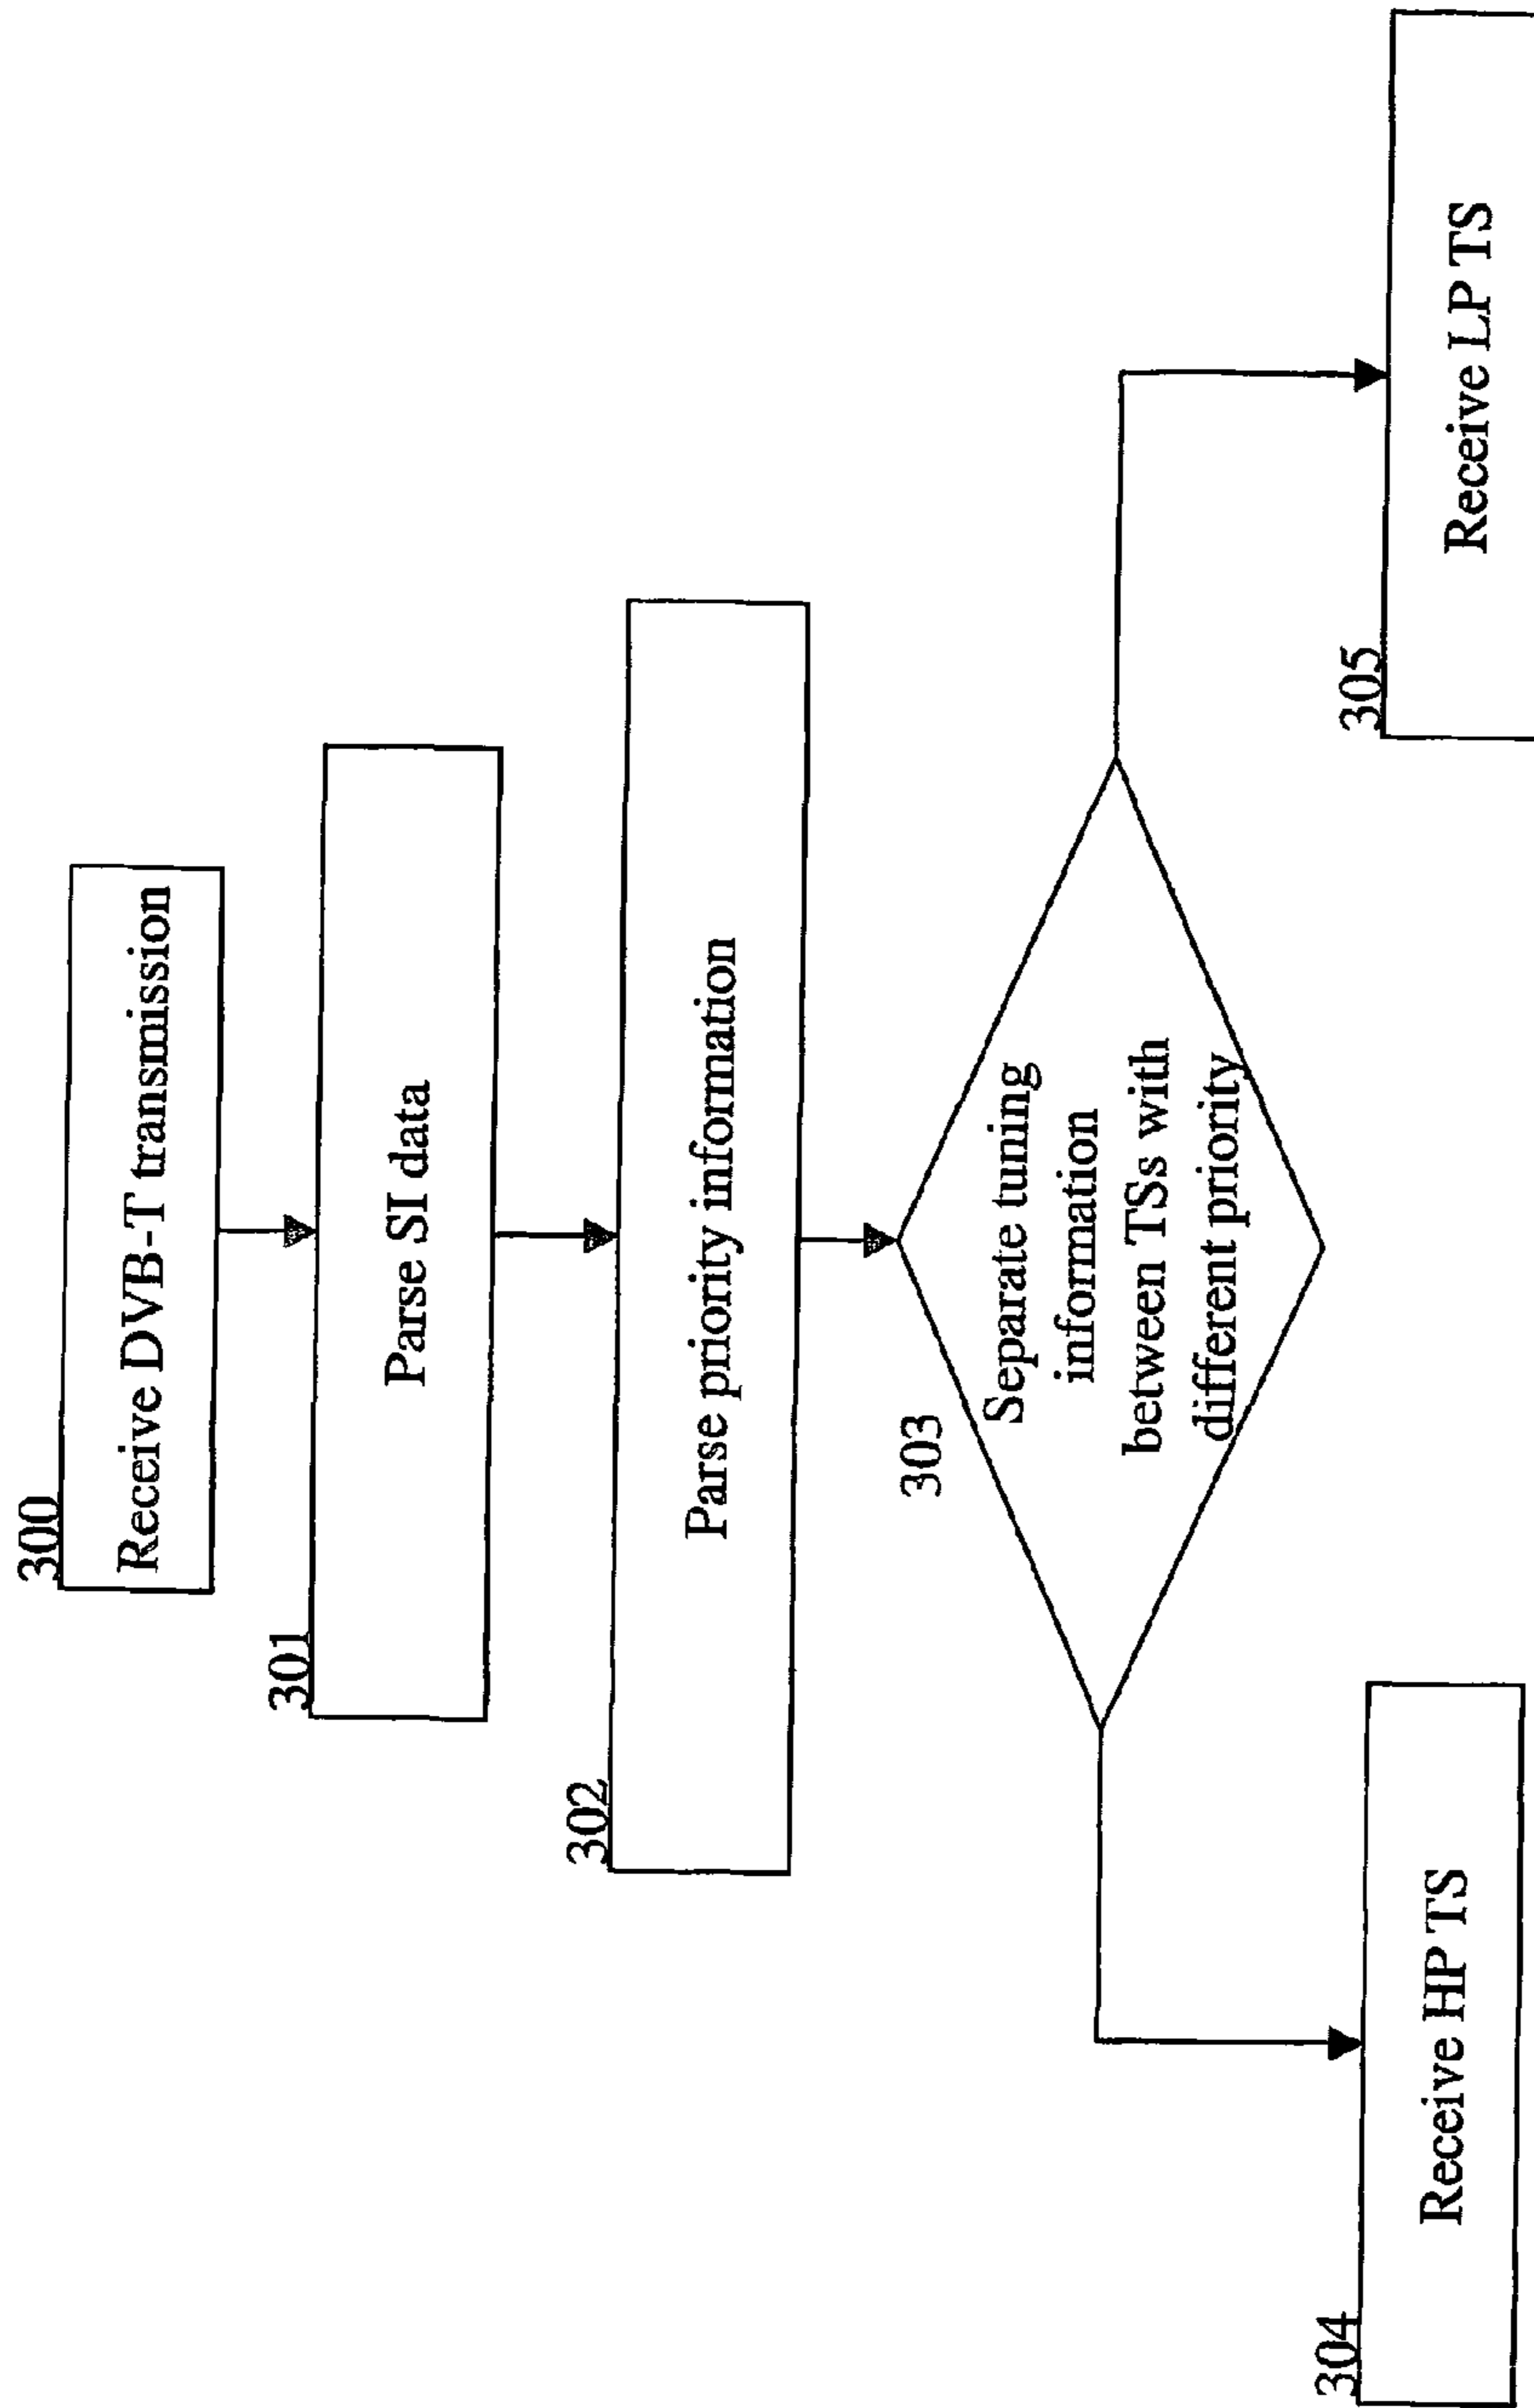 300
Receive DVB-T transmission
301
Parse SI data
302
Parse priority information
303
Separate tuning
information
between TSs with
different priority
304
Receive HP TS
305
Receive LP TS